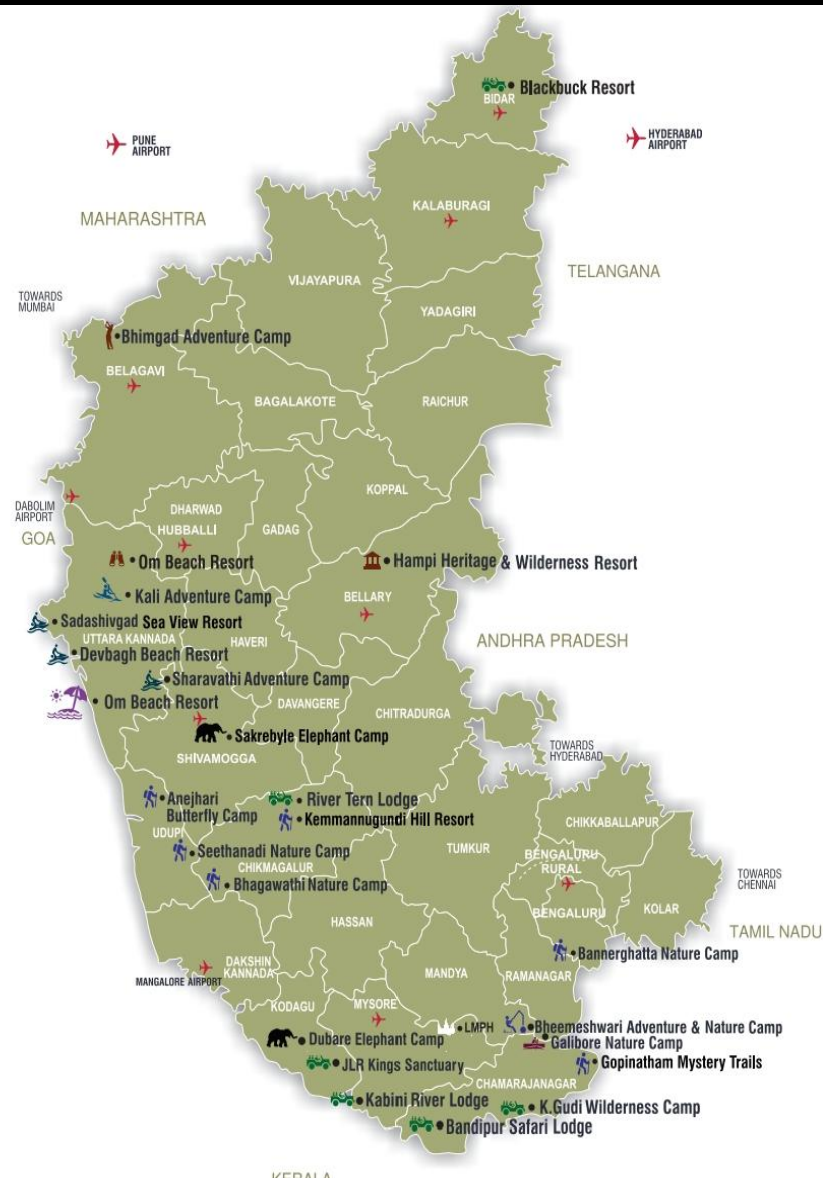 Blackbuck Resort
BIDAR
PUNE
AIRPORT
HYDERABAD
AIRPORT
KALABURAGI
MAHARASHTRA
TELANGANA
VIJAYAPURA
TOWARDS
MUMBAI
YADAGIRI
Bhimgad Adventure Camp
BELAGAVI
BAGALAKOTE
RAICHUR
KOPPAL
DABOLIM
AIRPORT
GOA
DHARWAD
HUBBALLI
GADAG
Om Beach Resort
Hampi Heritage & Wilderness Resort
Kali Adventure Camp
BELLARY
Sadashivgad Sea View Resort
UTTARA KANNADA
HAVERI
ANDHRA PRADESH
Devbagh Beach Resort
Sharavathi Adventure Camp
Om Beach Resort
DAVANGERE
CHITRADURGA
Sakrebyle Elephant Camp
SHIVAMOGGA
TOWARDS
HYDERABAD
Anejhari
Butterfly Camp
River Tern Lodge
Kemmannugundi Hill Resort
CHIKKABALLAPUR
UDUPI
Seethanadi Nature Camp
TUMKUR
BENGALURU
RURAL
CHIKMAGALUR
Bhagawathi Nature Camp
TOWARDS
CHENNAI
HASSAN
BENGALURU
KOLAR
TAMIL NADU
Bannerghatta Nature Camp
DAKSHIN
KANNADA
MANGALORE AIRPORT
MANDYA
RAMANAGAR
KODAGU
MYSORE
LMPH
Bheemeshwari Adventure & Nature Camp
Dubare Elephant Camp
Galibore Nature Camp
JLR Kings Sanctuary
Gopinatham Mystery Trails
CHAMARAJANAGAR
Kabini River Lodge
K.Gudi Wilderness Camp
Bandipur Safari Lodge
KERALA